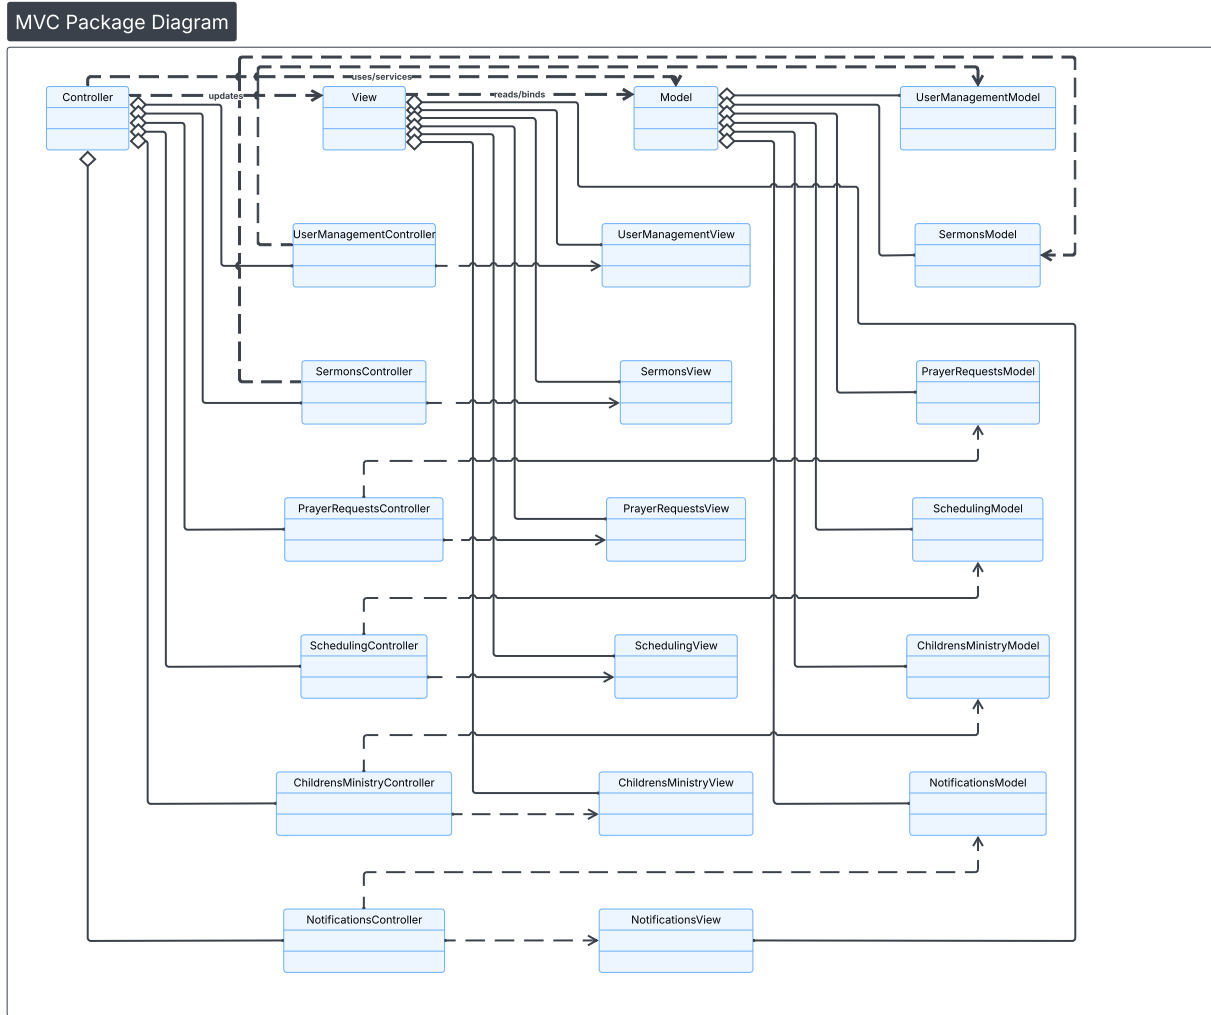 MVC Package Diagram
uses/services
updates
reads/binds
Controller
View
Model
UserManagementModel
UserManagementController
UserManagementView
SermonsModel
SermonsController
SermonsView
PrayerRequestsModel
PrayerRequestsController
PrayerRequestsView
SchedulingModel
SchedulingController
SchedulingView
ChildrensMinistryModel
ChildrensMinistryController
ChildrensMinistryView
NotificationsModel
NotificationsController
NotificationsView